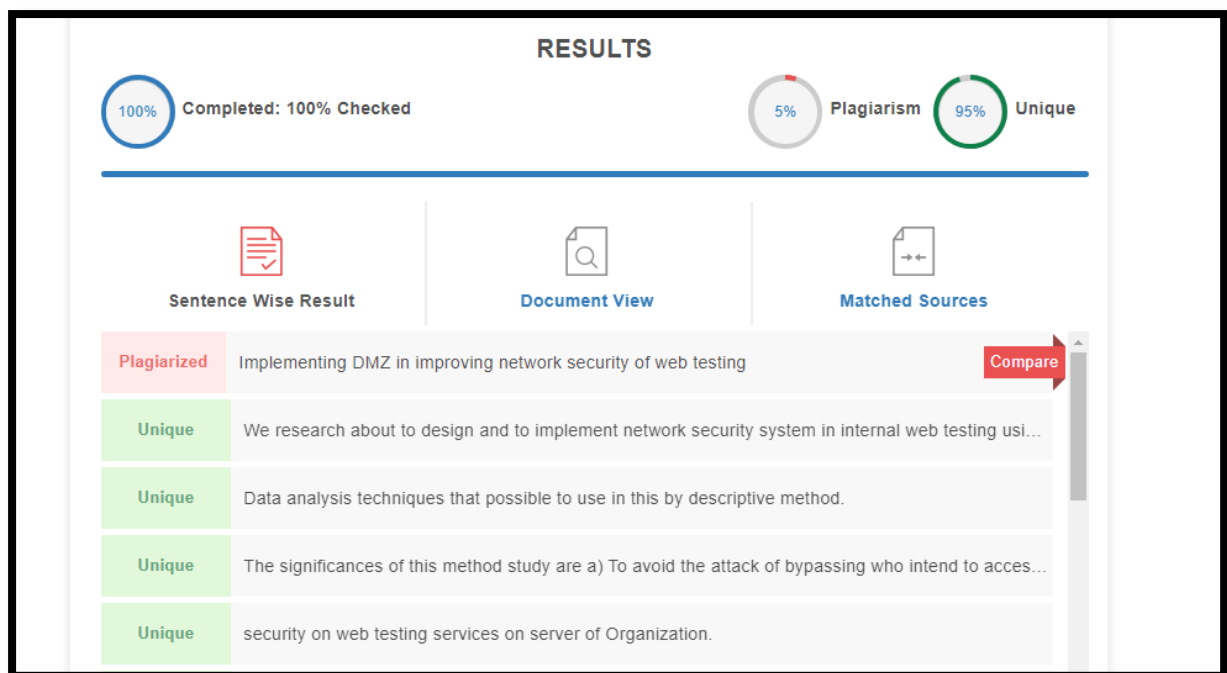 RESULTS
100% Completed: 100% Checked 5% Plagiarism 95% Unique
Sentence Wise Result Document View Matched Sources
Plagiarized Implementing DMZ in improving network security of web testing Compare
Unique We research about to design and to implement network security system in internal web testing usi...
Unique Data analysis techniques that possible to use in this by descriptive method.
Unique The significances of this method study are a) To avoid the attack of bypassing who intend to acces...
Unique security on web testing services on server of Organization.